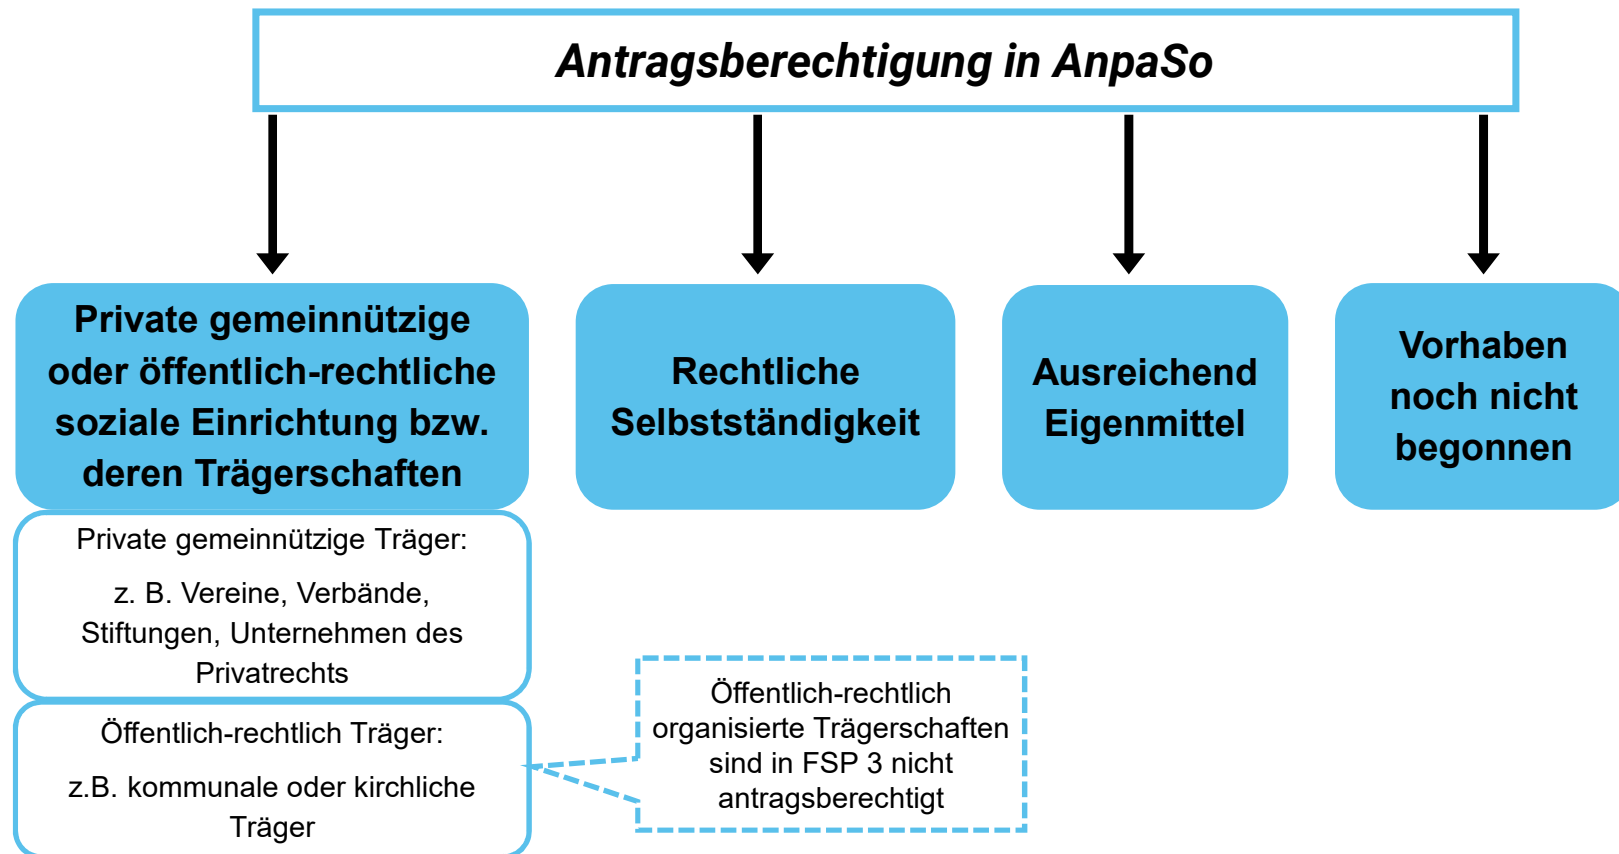 Antragsberechtigung in AnpaSo
Private gemeinnützige
oder öffentlich-rechtliche
soziale Einrichtung bzw.
deren Trägerschaften
Rechtliche
Selbstständigkeit
Ausreichend
Eigenmittel
Vorhaben
noch nicht
begonnen
Private gemeinnützige Träger:
z. B. Vereine, Verbände,
Stiftungen, Unternehmen des
Privatrechts
Öffentlich-rechtlich Träger:
z.B. kommunale oder kirchliche
Träger
Öffentlich-rechtlich
organisierte Trägerschaften
sind in FSP 3 nicht
antragsberechtigt